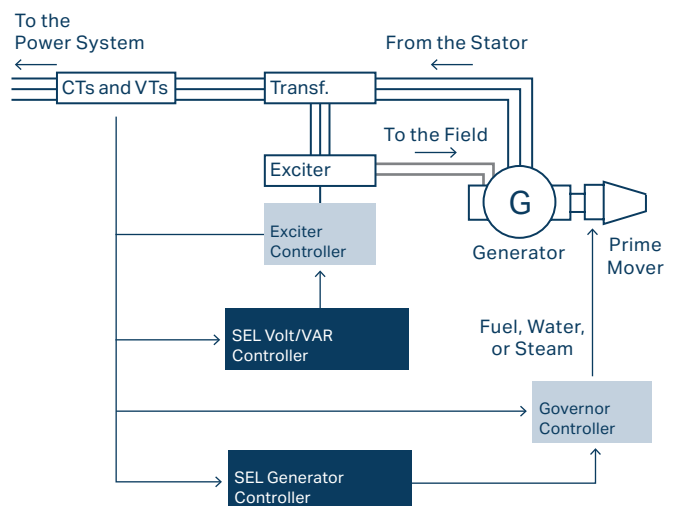 To the
Power System
From the Stator
CTs and VTs
Transf.
To the Field
Exciter
G
Generator
Prime
Mover
Exciter
Controller
SEL Volt/VAR
Controller
Fuel, Water,
or Steam
Governor
Controller
SEL Generator
Controller